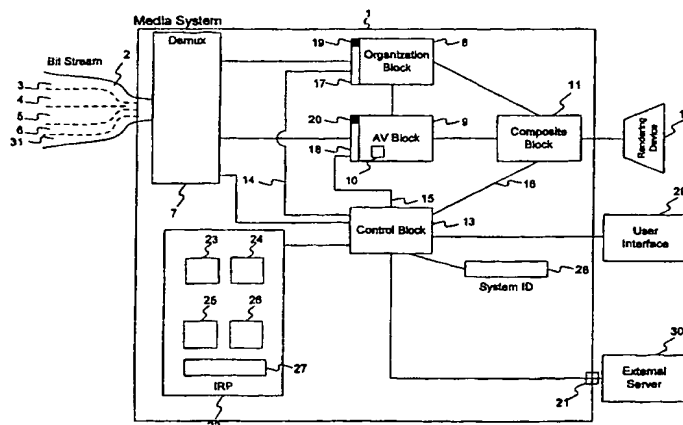 1
Media System
Demux
Bit Stream
2
3
4
5
6
31
7
19
17
Organization
Block
8
20
18
AV Block
9
10
11
Composite
Block
Rendering
Device
14
15
16
13
Control Block
29
User
Interface
28
System ID
23
24
25
26
27
IRP
30
21
External
Server